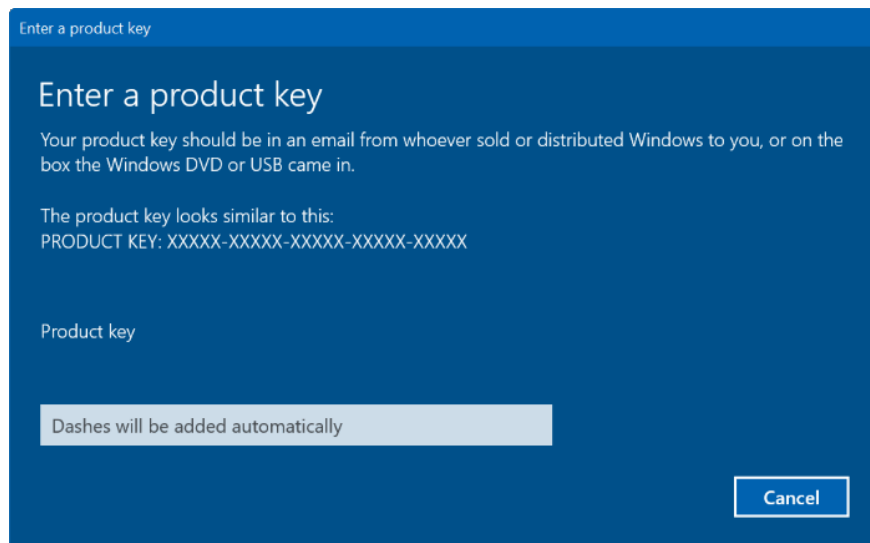 Enter a product key
Enter a product key
Your product key should be in an email from whoever sold or distributed Windows to you, or on the
box the Windows DVD or USB came in.
The product key looks similar to this:
PRODUCT KEY: XXXXX-XXXXX-XXXXX-XXXXX-XXXXX
Product key
Dashes will be added automatically
Cancel